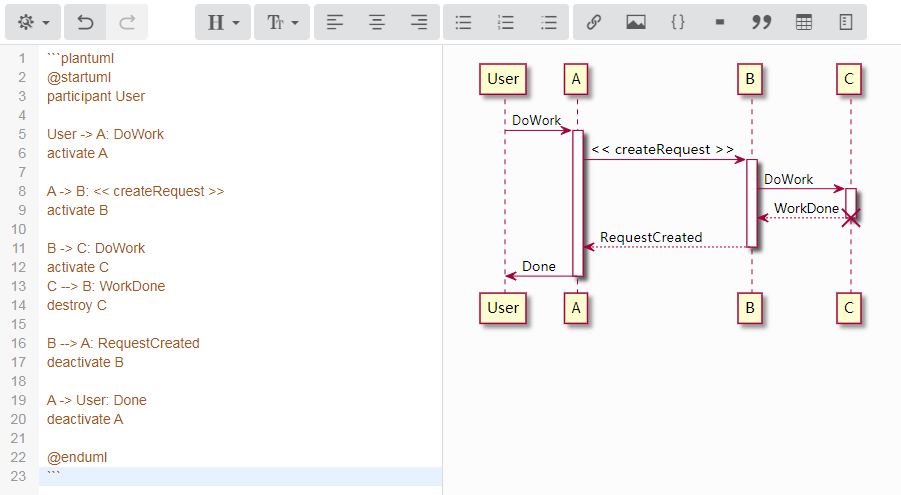 H
Tт
{}
1 ```plantuml
2 @startuml
3 participant User
4
5 User -> A: DoWork
6 activate A
7
8 A -> B: << createRequest >>
9 activate B
10
11 B -> C: DoWork
12 activate C
13 C --> B: WorkDone
14 destroy C
15
16 B --> A: RequestCreated
17 deactivate B
18
19 A -> User: Done
20 deactivate A
21
22 @enduml
23 ```
User A B C
DoWork
<< createRequest >>
DoWork
WorkDone
RequestCreated
Done
User A B C